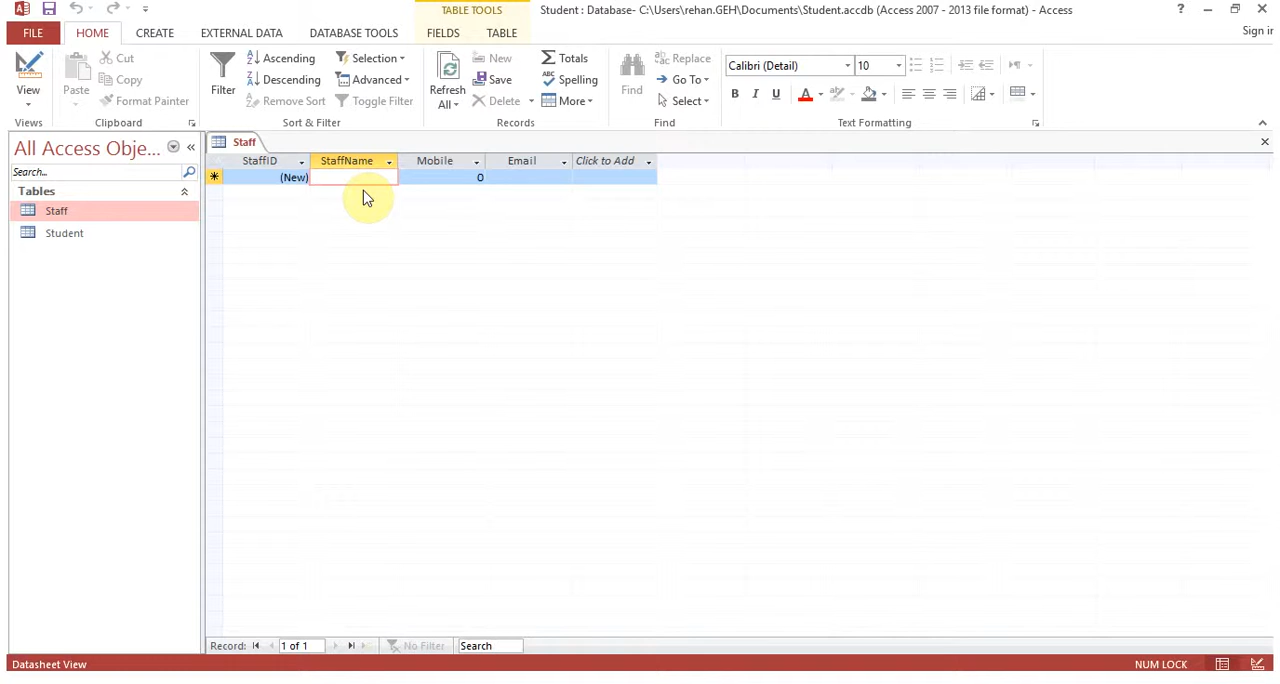 TABLE TOOLS
Student : Database- C:\Users\rehan.GEH\Documents\Student.accdb (Access 2007 - 2013 file format) - Access
?
FILE HOME CREATE EXTERNAL DATA DATABASE TOOLS FIELDS TABLE
Sign in
View
Views
Paste
Cut
Copy
Format Painter
Clipboard
Filter
Ascending
Descending
Remove Sort
Selection
Advanced
Toggle Filter
Sort & Filter
Refresh
All
New
Save
Delete
Totals
Spelling
More
Records
Find
Replace
Go To
Select
Find
Calibri (Detail) 10
B I U A
Text Formatting
All Access Obje...
Search...
Tables
Staff
Student
Staff
StaffID StaffName Mobile Email Click to Add
(New) 0
Record: 1 of 1 No Filter Search
Datasheet View NUM LOCK